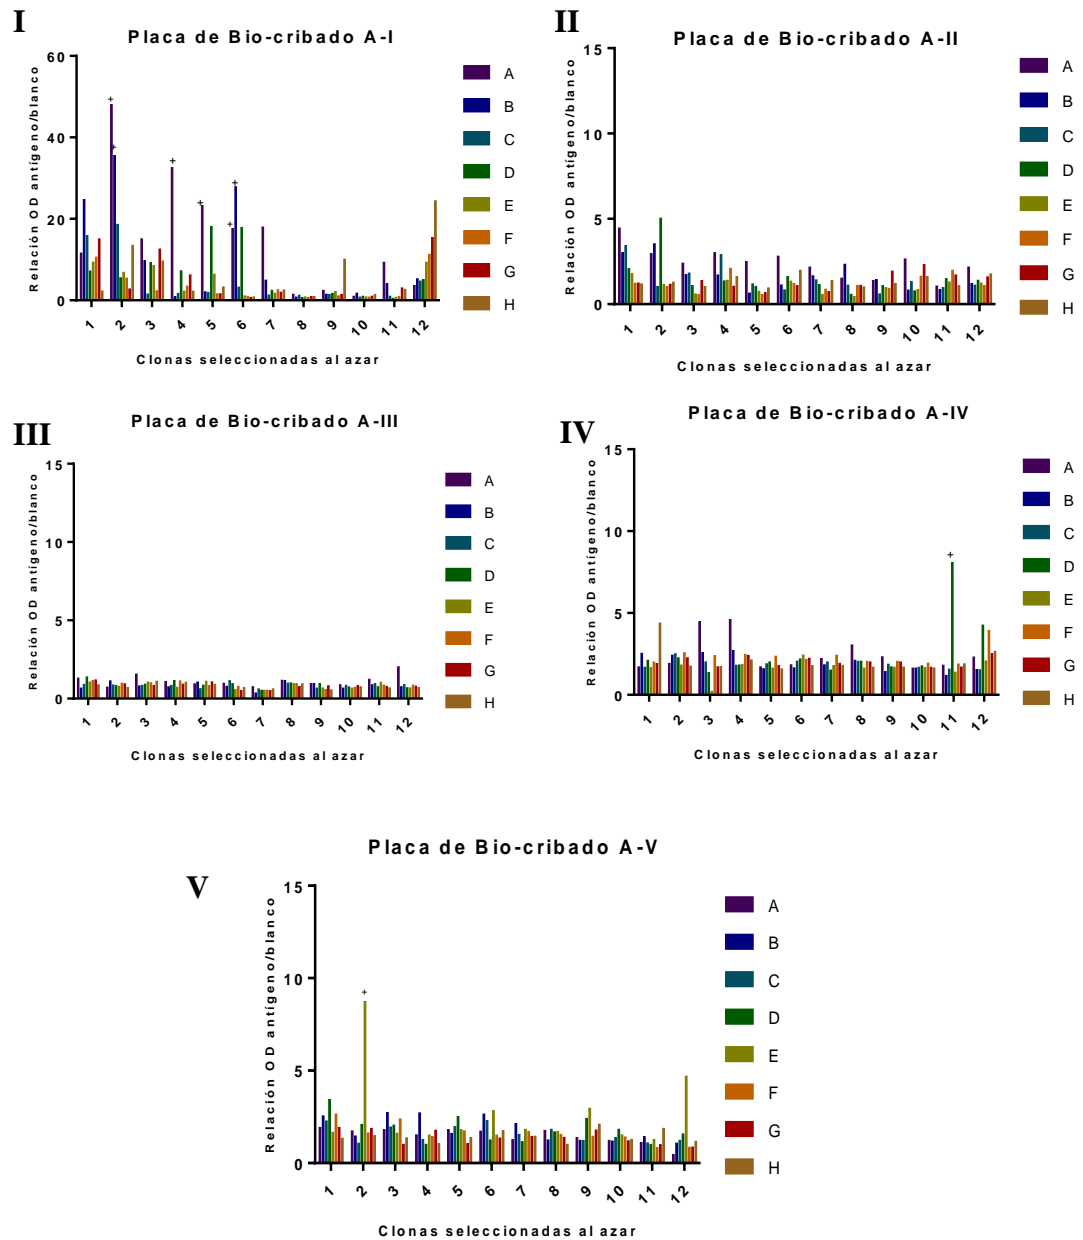 I
Placa de Bio-cribado A-I
Relación OD antígeno/blanco
60
40
20
0
+
+
+
+
+
+
1 2 3 4 5 6 7 8 9 10 11 12
Clonas seleccionadas al azar
A
B
C
D
E
F
G
H
II
Placa de Bio-cribado A-II
Relación OD antígeno/blanco
15
10
5
0
1 2 3 4 5 6 7 8 9 10 11 12
Clonas seleccionadas al azar
A
B
C
D
E
F
G
H
III
Placa de Bio-cribado A-III
Relación OD antígeno/blanco
15
10
5
0
1 2 3 4 5 6 7 8 9 10 11 12
Clonas seleccionadas al azar
A
B
C
D
E
F
G
H
IV
Placa de Bio-cribado A-IV
Relación OD antígeno/blanco
15
10
5
0
+
1 2 3 4 5 6 7 8 9 10 11 12
Clonas seleccionadas al azar
A
B
C
D
E
F
G
H
V
Placa de Bio-cribado A-V
Relación OD antígeno/blanco
15
10
5
0
+
1 2 3 4 5 6 7 8 9 10 11 12
Clonas seleccionadas al azar
A
B
C
D
E
F
G
H